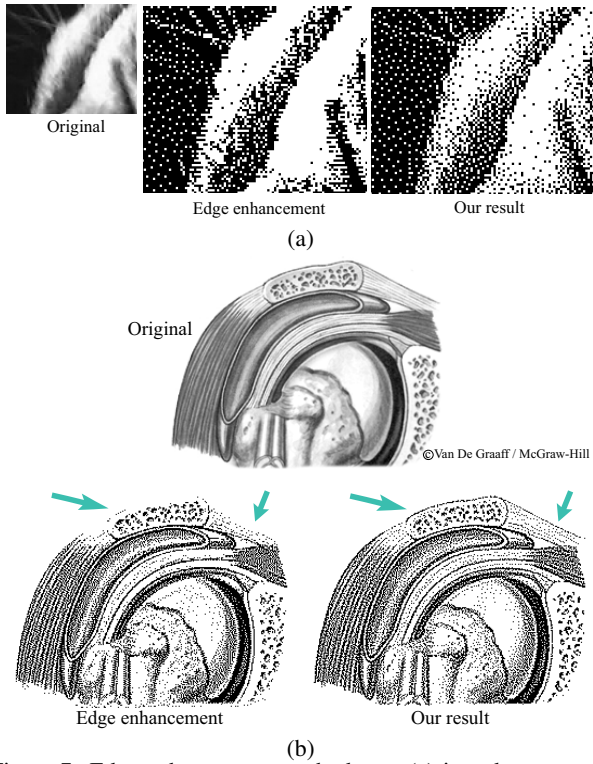 Original
Edge enhancement
Our result
(a)
Original
©Van De Graaff / McGraw-Hill
Edge enhancement
Our result
(b)